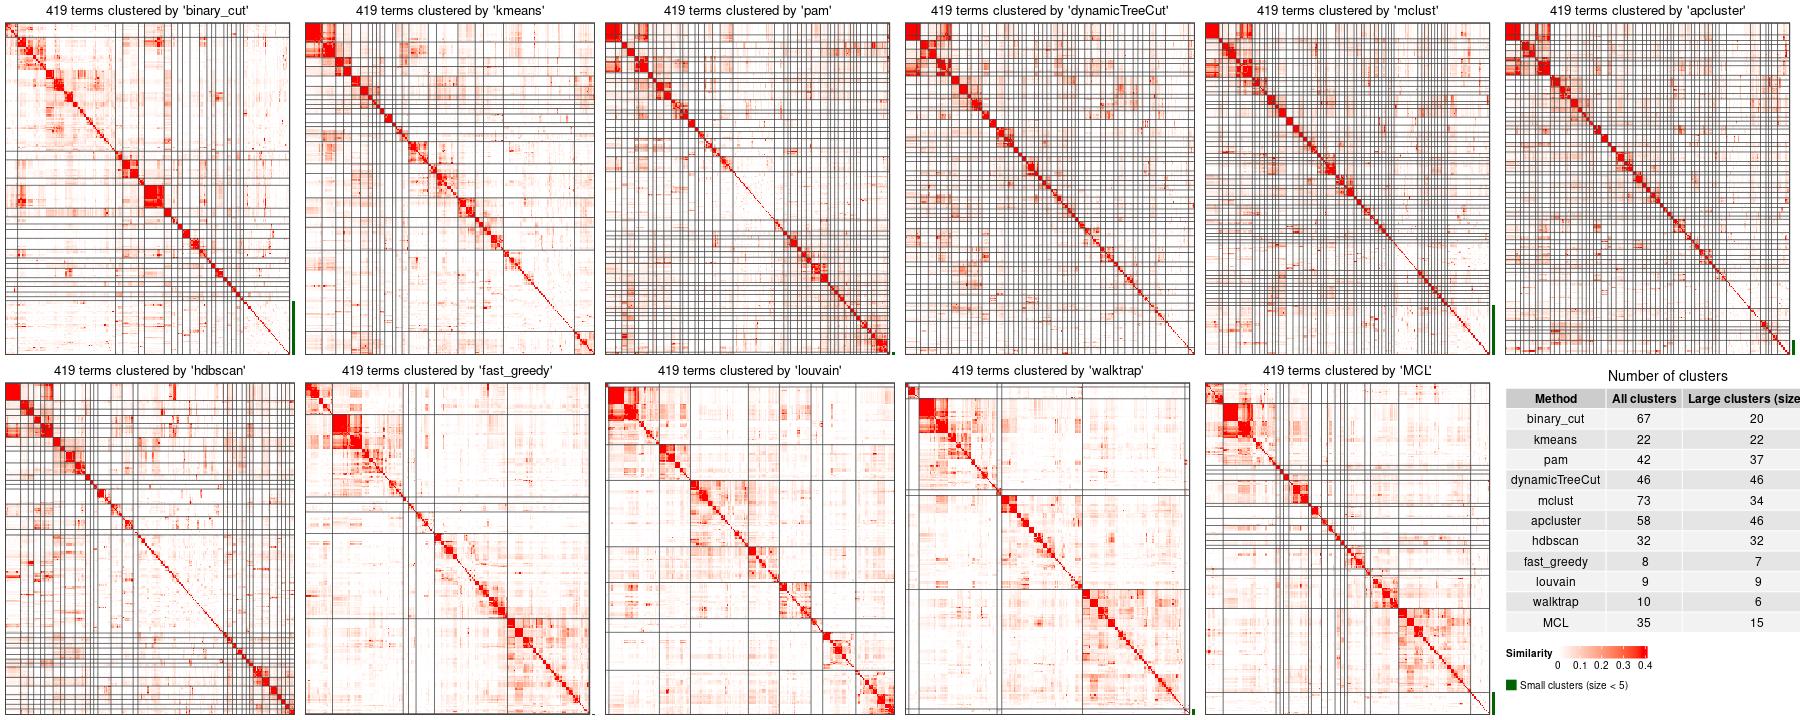 419 terms clustered by 'binary_cut'
419 terms clustered by 'kmeans'
419 terms clustered by 'pam'
419 terms clustered by 'dynamicTreeCut'
419 terms clustered by 'mclust'
419 terms clustered by 'apcluster'
419 terms clustered by 'hdbscan'
419 terms clustered by 'fast_greedy'
419 terms clustered by 'louvain'
419 terms clustered by 'walktrap'
419 terms clustered by 'MCL'
Number of clusters
Method All clusters Large clusters (size
binary_cut 67 20
kmeans 22 22
pam 42 37
dynamicTreeCut 46 46
mclust 73 34
apcluster 58 46
hdbscan 32 32
fast_greedy 8 7
louvain 9 9
walktrap 10 6
MCL 35 15
Similarity
0 0.1 0.2 0.3 0.4
Small clusters (size < 5)